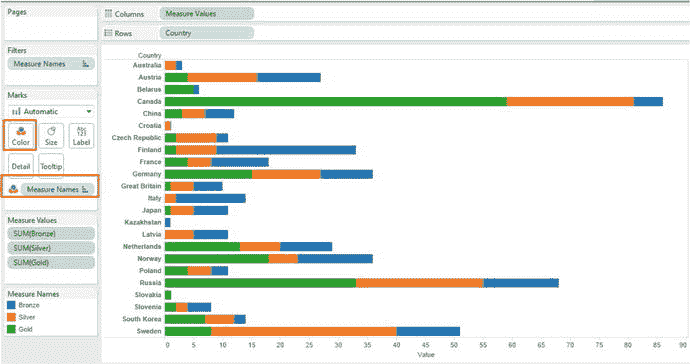 Pages
Columns
Measure Values
Rows
Country
Filters
Measure Names
Marks
Automatic
Color
Size
Abc
123
Label
Detail
Tooltip
Measure Names
Measure Values
SUM(Bronze)
SUM(Silver)
SUM(Gold)
Measure Names
Bronze
Silver
Gold
Country
Australia
Austria
Belarus
Canada
China
Croatia
Czech Republic
Finland
France
Germany
Great Britain
Italy
Japan
Kazakhstan
Latvia
Netherlands
Norway
Poland
Russia
Slovakia
Slovenia
South Korea
Sweden
0 5 10 15 20 25 30 35 40 45 50 55 60 65 70 75 80 85 90
Value